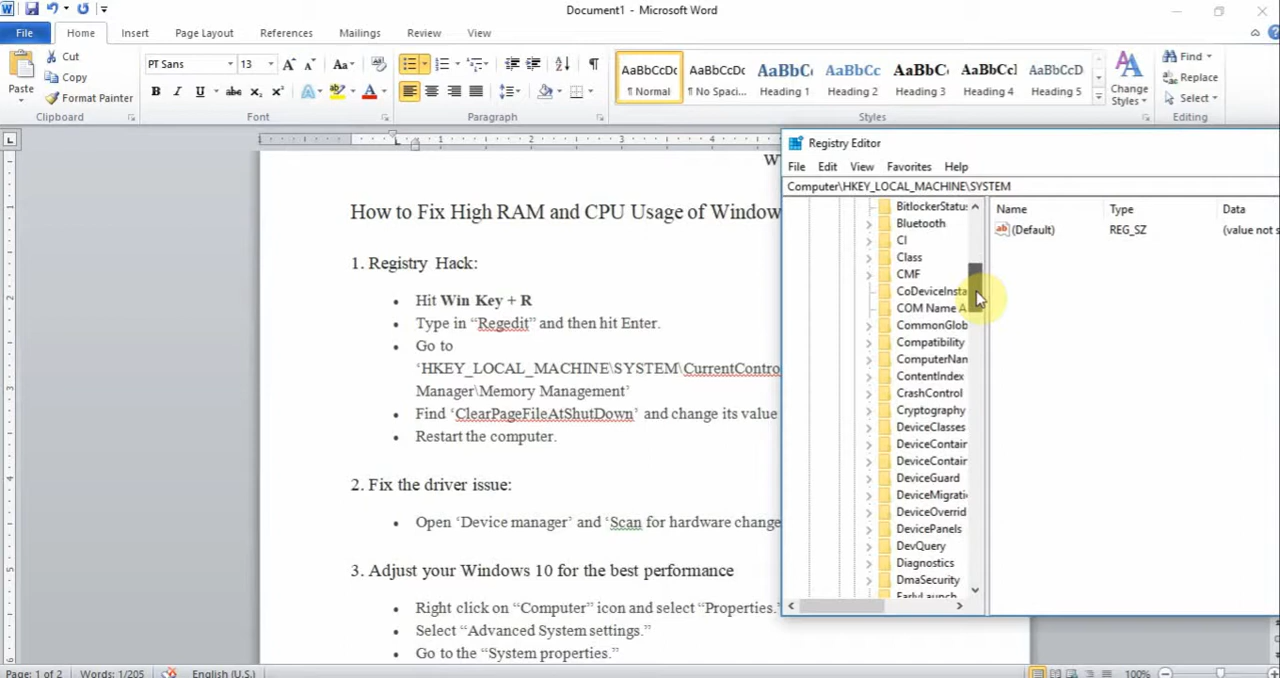 Document1 - Microsoft Word
File Home Insert Page Layout References Mailings Review View
Paste
Cut
Copy
Format Painter
Clipboard
PT Sans 13
Font
Paragraph
AaBbCcDc AaBbCcDc AaBbC( AaBbCc AaBbC( AaBbCc] AaBbCcD
¶ Normal ¶ No Spaci... Heading 1 Heading 2 Heading 3 Heading 4 Heading 5
Change Styles
Styles
Find
Replace
Select
Editing
How to Fix High RAM and CPU Usage of Window
1. Registry Hack:
• Hit Win Key + R
• Type in “Regedit” and then hit Enter.
• Go to
‘HKEY_LOCAL_MACHINE\SYSTEM\CurrentContro
Manager\Memory Management’
• Find ‘ClearPageFileAtShutDown’ and change its value
• Restart the computer.
2. Fix the driver issue:
• Open ‘Device manager’ and ‘Scan for hardware change
3. Adjust your Windows 10 for the best performance
• Right click on “Computer” icon and select “Properties.”
• Select “Advanced System settings.”
• Go to the “System properties.”
Registry Editor
File Edit View Favorites Help
Computer\HKEY_LOCAL_MACHINE\SYSTEM
BitlockerStatus
Bluetooth
CI
Class
CMF
CoDeviceInsta
COM Name A
CommonGlob
Compatibility
ComputerNan
ContentIndex
CrashControl
Cryptography
DeviceClasses
DeviceContair
DeviceContair
DeviceGuard
DeviceMigrati
DeviceOverrid
DevicePanels
DevQuery
Diagnostics
DmaSecurity
EarlyLaunch
Name Type Data
(Default) REG_SZ (value not s
Page: 1 of 2 Words: 1/205 English (U.S.) 100%